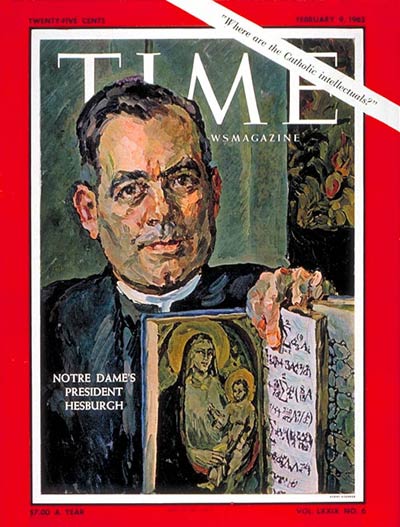 TWENTY-FIVE CENTS
FEBRUARY 9, 1962
"Where are the Catholic intellectuals?"
TIME
WSMAGAZINE
NOTRE DAME'S
PRESIDENT
HESBURGH
$7.00 A YEAR
VOL. LXXIX NO. 6